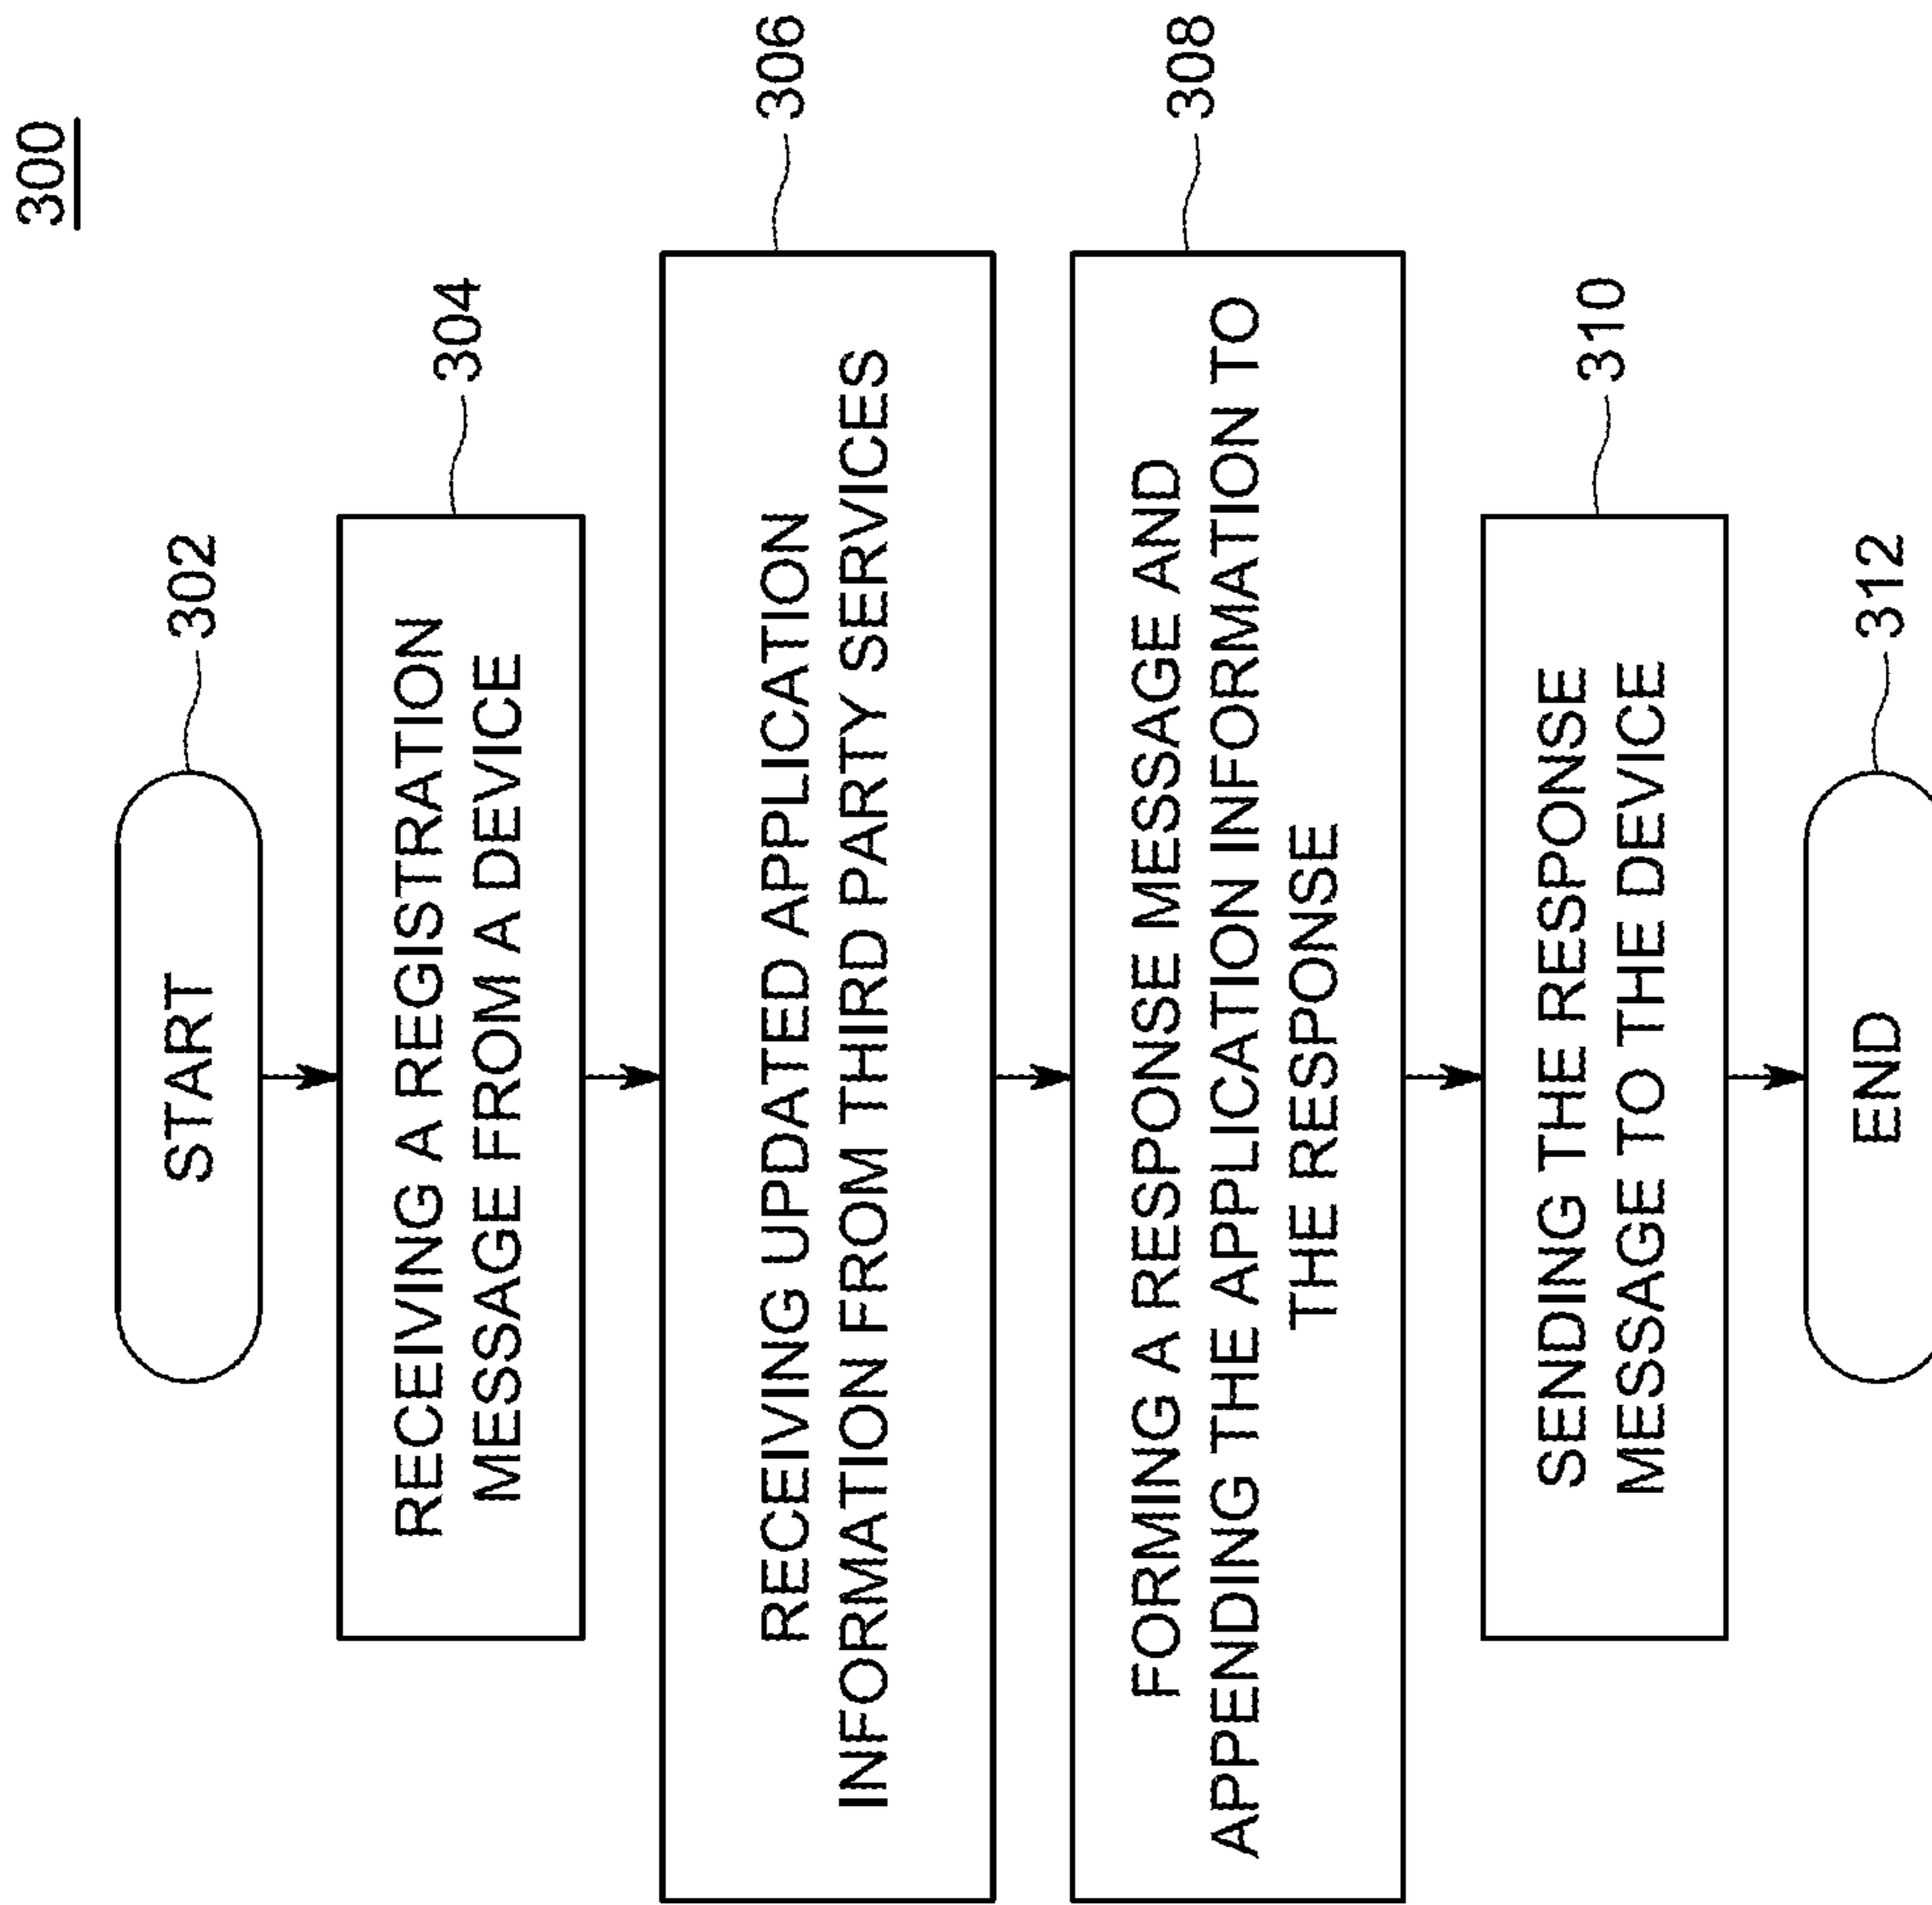 300
START
302
RECEIVING A REGISTRATION
MESSAGE FROM A DEVICE
304
RECEIVING UPDATED APPLICATION
INFORMATION FROM THIRD PARTY SERVICES
306
FORMING A RESPONSE MESSAGE AND
APPENDING THE APPLICATION INFORMATION TO
THE RESPONSE
308
SENDING THE RESPONSE
MESSAGE TO THE DEVICE
310
END
312